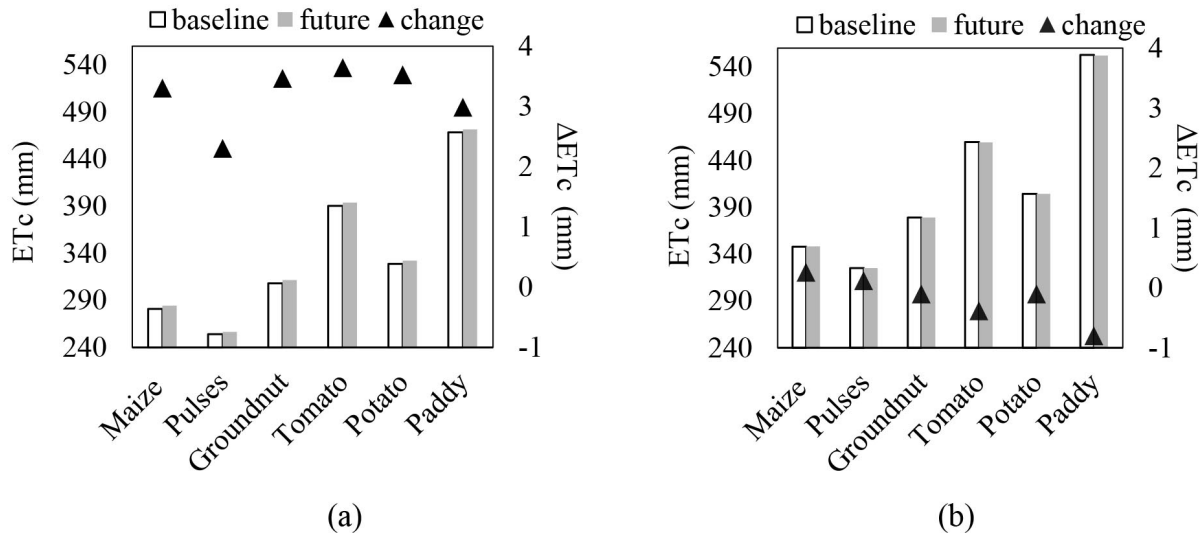 baseline future change
ETc (mm)
540
490
440
390
340
290
240
4
3
2
1
0
-1
ΔETc (mm)
Maize
Pulses
Groundnut
Tomato
Potato
Paddy
(a)
baseline future change
ETc (mm)
540
490
440
390
340
290
240
4
3
2
1
0
-1
ΔETc (mm)
Maize
Pulses
Groundnut
Tomato
Potato
Paddy
(b)